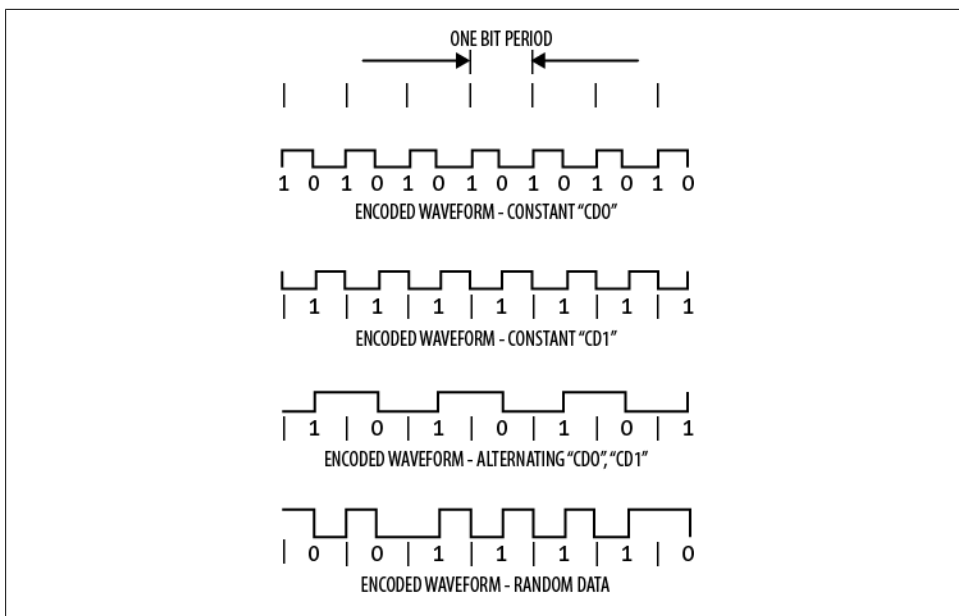 ONE BIT PERIOD
1 0 1 0 1 0 1 0 1 0 1 0 1 0
ENCODED WAVEFORM - CONSTANT “CD0”
| 1 | 1 | 1 | 1 | 1 | 1 | 1
ENCODED WAVEFORM - CONSTANT “CD1”
| 1 | 0 | 1 | 0 | 1 | 0 | 1
ENCODED WAVEFORM - ALTERNATING “CD0”, “CD1”
| 0 | 0 | 1 | 1 | 1 | 1 | 0
ENCODED WAVEFORM - RANDOM DATA